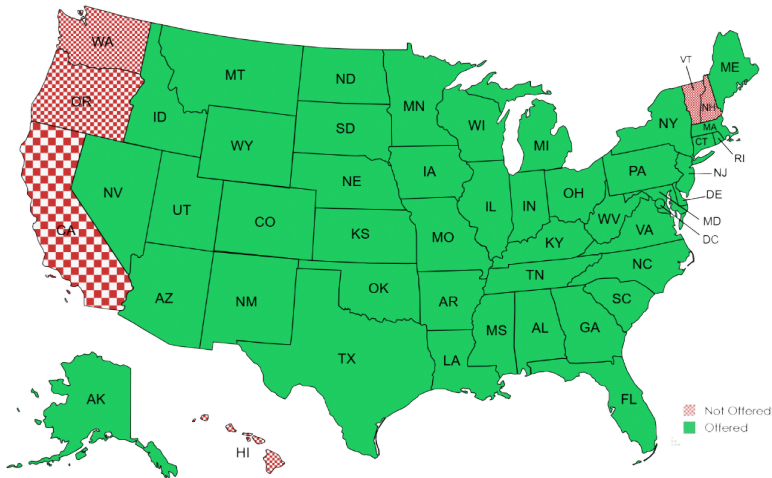 WA
OR
CA
NV
ID
MT
WY
UT
AZ
CO
NM
ND
SD
NE
KS
OK
TX
MN
IA
MO
AR
LA
WI
IL
MI
IN
OH
KY
TN
MS
AL
GA
FL
SC
NC
VA
WV
PA
NY
VT
NH
ME
MA
CT
RI
NJ
DE
MD
DC
AK
HI
Not Offered
Offered